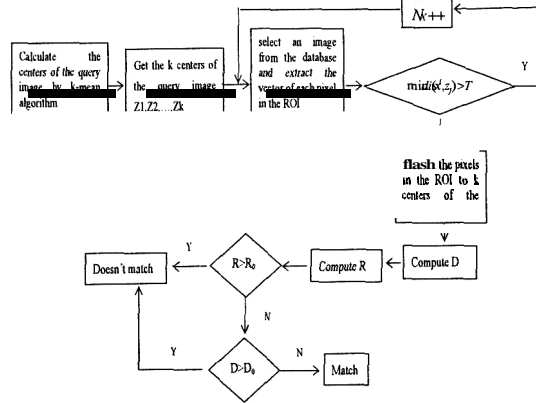 Nk++
Calculate the
centers of the query
image by k-mean
algorithm
Get the k centers of
the query image
Z1,Z2,...,Zk
select an image
from the database
and extract the
vector of each pixel
in the ROI
Y
flash the pixels
in the ROI to k
centers of the
Compute D
Compute R
R>R₀
Y
Doesn't match
N
D>D₀
Y
N
Match